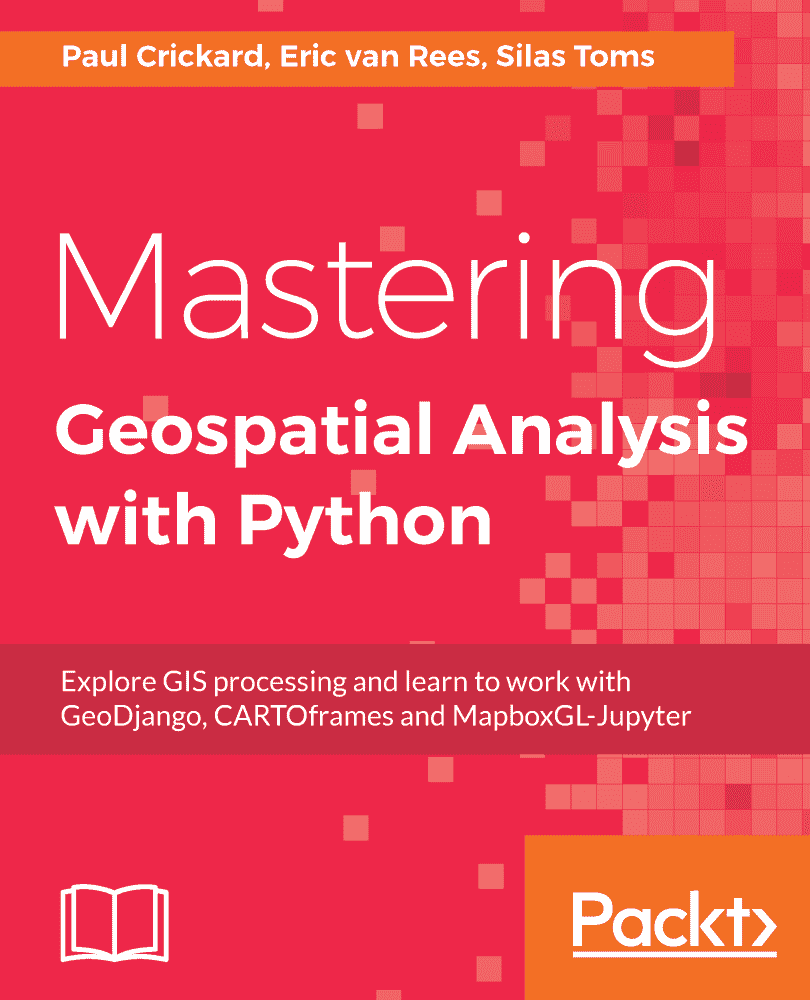 Paul Crickard, Eric van Rees, Silas Toms
Mastering
Geospatial Analysis
with Python
Explore GIS processing and learn to work with
GeoDjango, CARTOframes and MapboxGL-Jupyter
Packt>